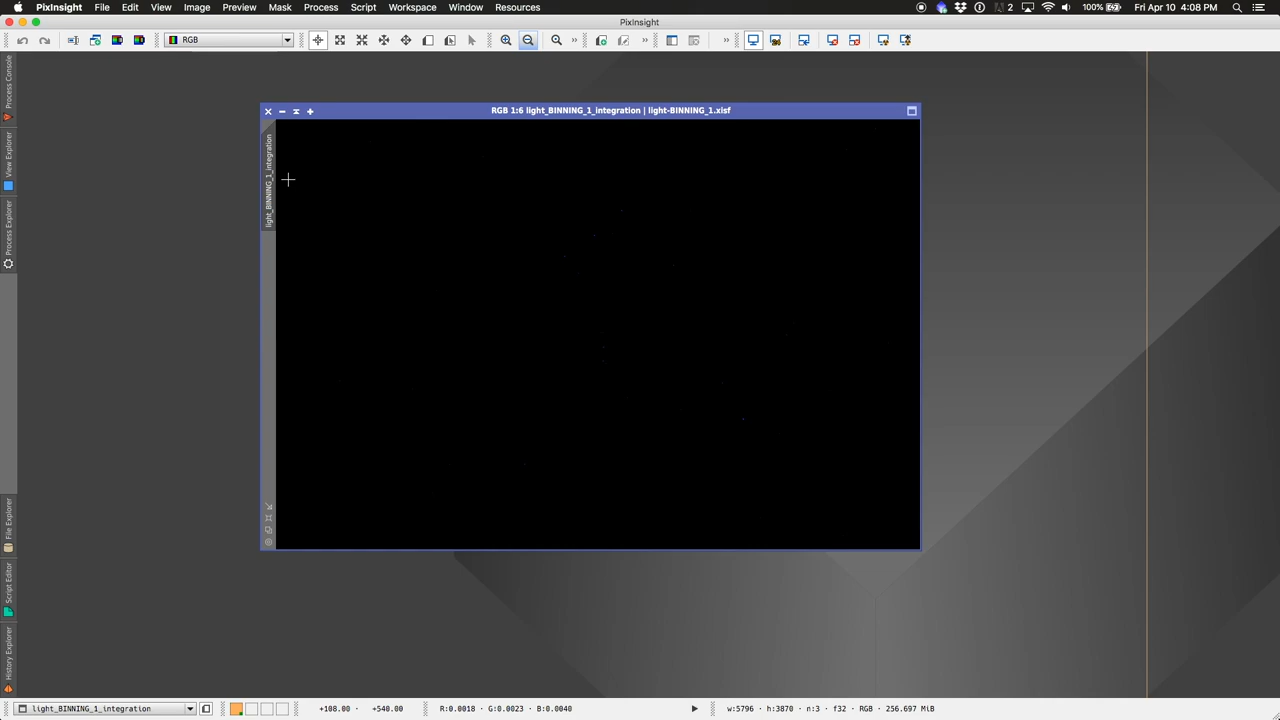 PixInsight File Edit View Image Preview Mask Process Script Workspace Window Resources 2 100% Fri Apr 10 4:08 PM
PixInsight
RGB
Process Console
View Explorer
Process Explorer
File Explorer
Script Editor
History Explorer
RGB 1:6 light_BINNING_1_integration | light-BINNING_1.xisf
light_BINNING_1_integration
light_BINNING_1_integration +108.00 · +540.00 R:0.0018 · G:0.0023 · B:0.0040 w:5796 · h:3870 · n:3 · f32 · RGB · 256.697 MiB